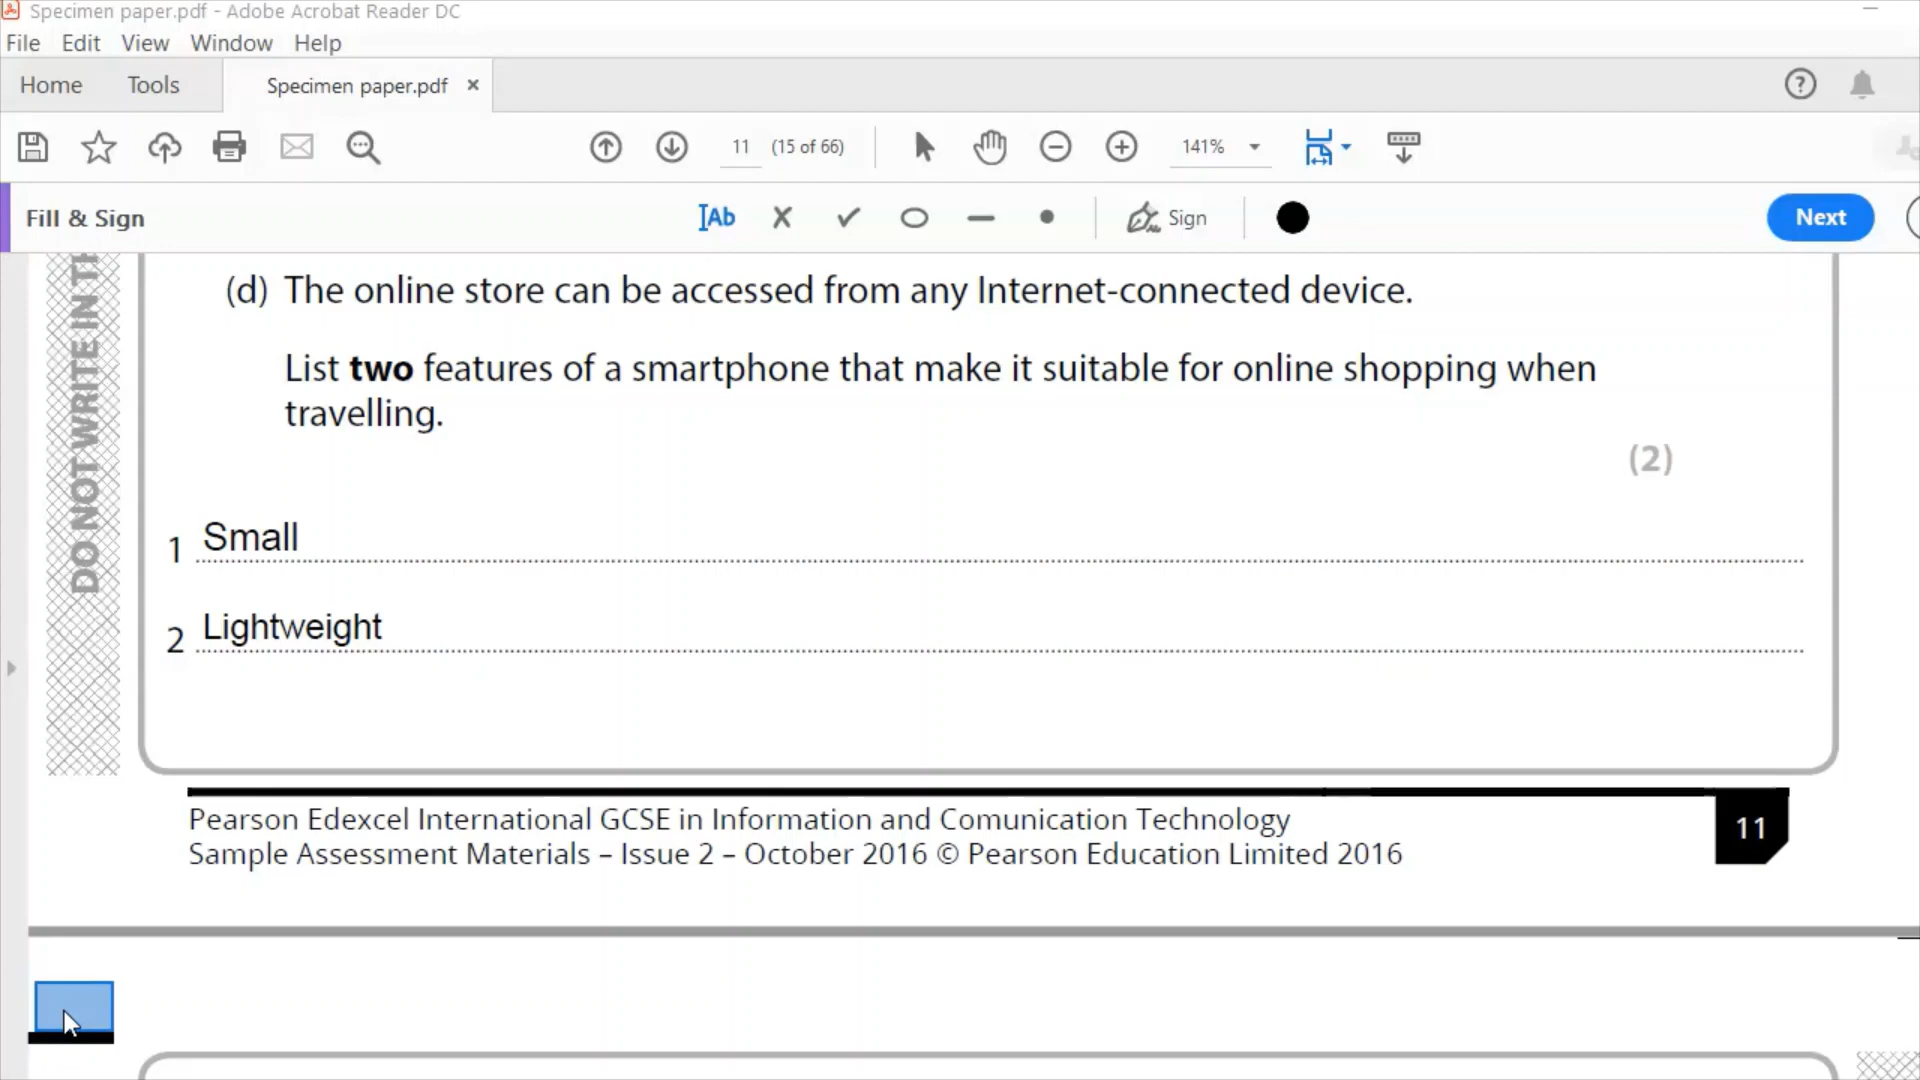 Specimen paper.pdf - Adobe Acrobat Reader DC
File Edit View Window Help
Home Tools Specimen paper.pdf ×
11 (15 of 66) 141%
Fill & Sign Ab Sign Next
DO NOT WRITE IN TH
(d) The online store can be accessed from any Internet-connected device.
List two features of a smartphone that make it suitable for online shopping when
travelling.
(2)
1 Small
2 Lightweight
Pearson Edexcel International GCSE in Information and Comunication Technology
Sample Assessment Materials – Issue 2 – October 2016 © Pearson Education Limited 2016
11